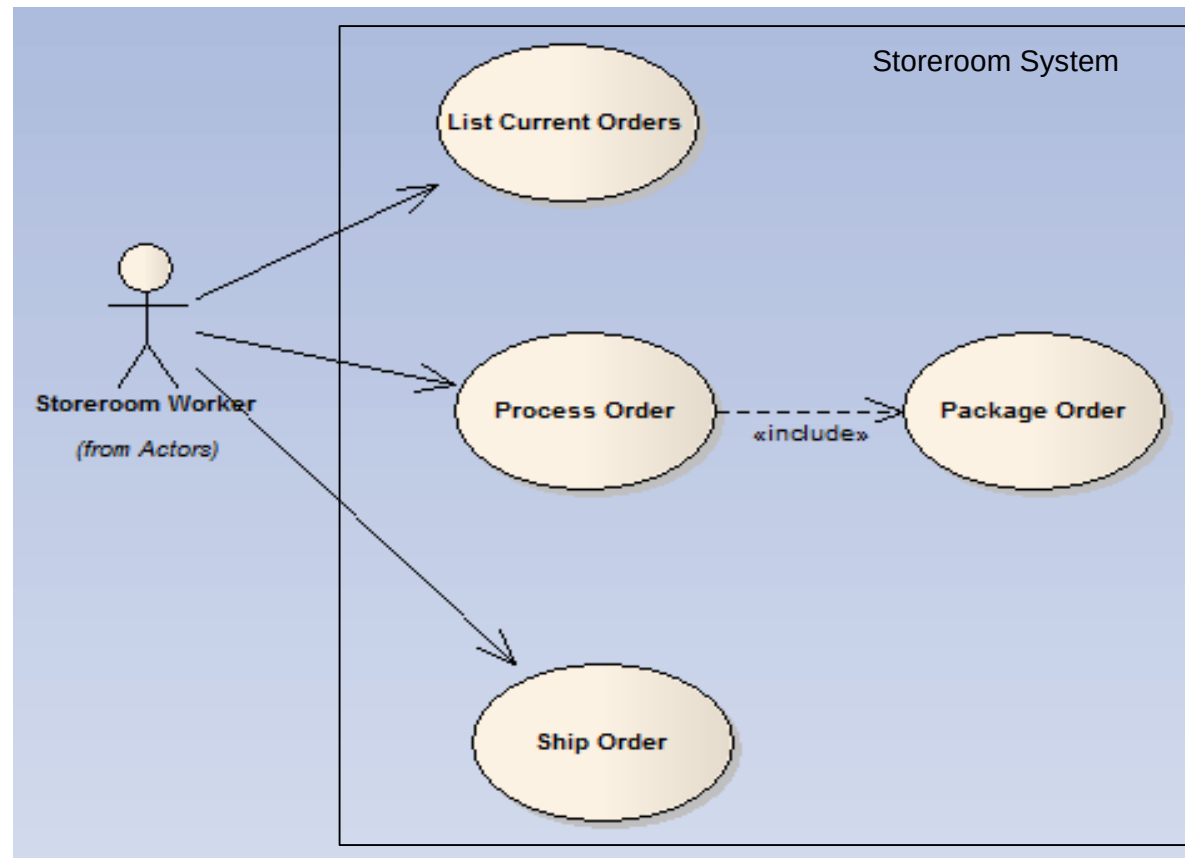 Storeroom System
List Current Orders
Storeroom Worker
(from Actors)
Process Order
«include»
Package Order
Ship Order